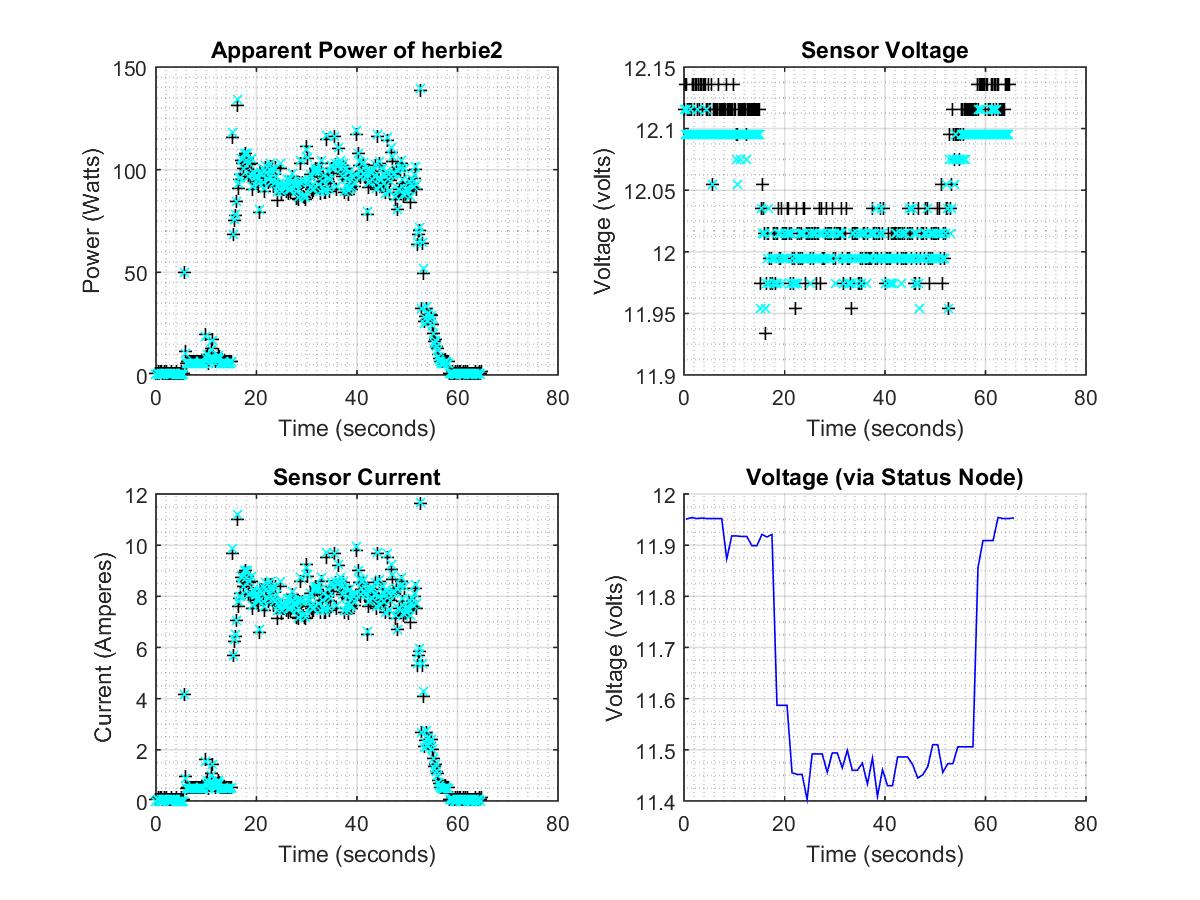 Apparent Power of herbie2
150
100
50
0
0 20 40 60 80
Power (Watts)
Time (seconds)
Sensor Voltage
12.15
12.1
12.05
12
11.95
11.9
0 20 40 60 80
Voltage (volts)
Time (seconds)
Sensor Current
12
10
8
6
4
2
0
0 20 40 60 80
Current (Amperes)
Time (seconds)
Voltage (via Status Node)
12
11.9
11.8
11.7
11.6
11.5
11.4
0 20 40 60 80
Voltage (volts)
Time (seconds)